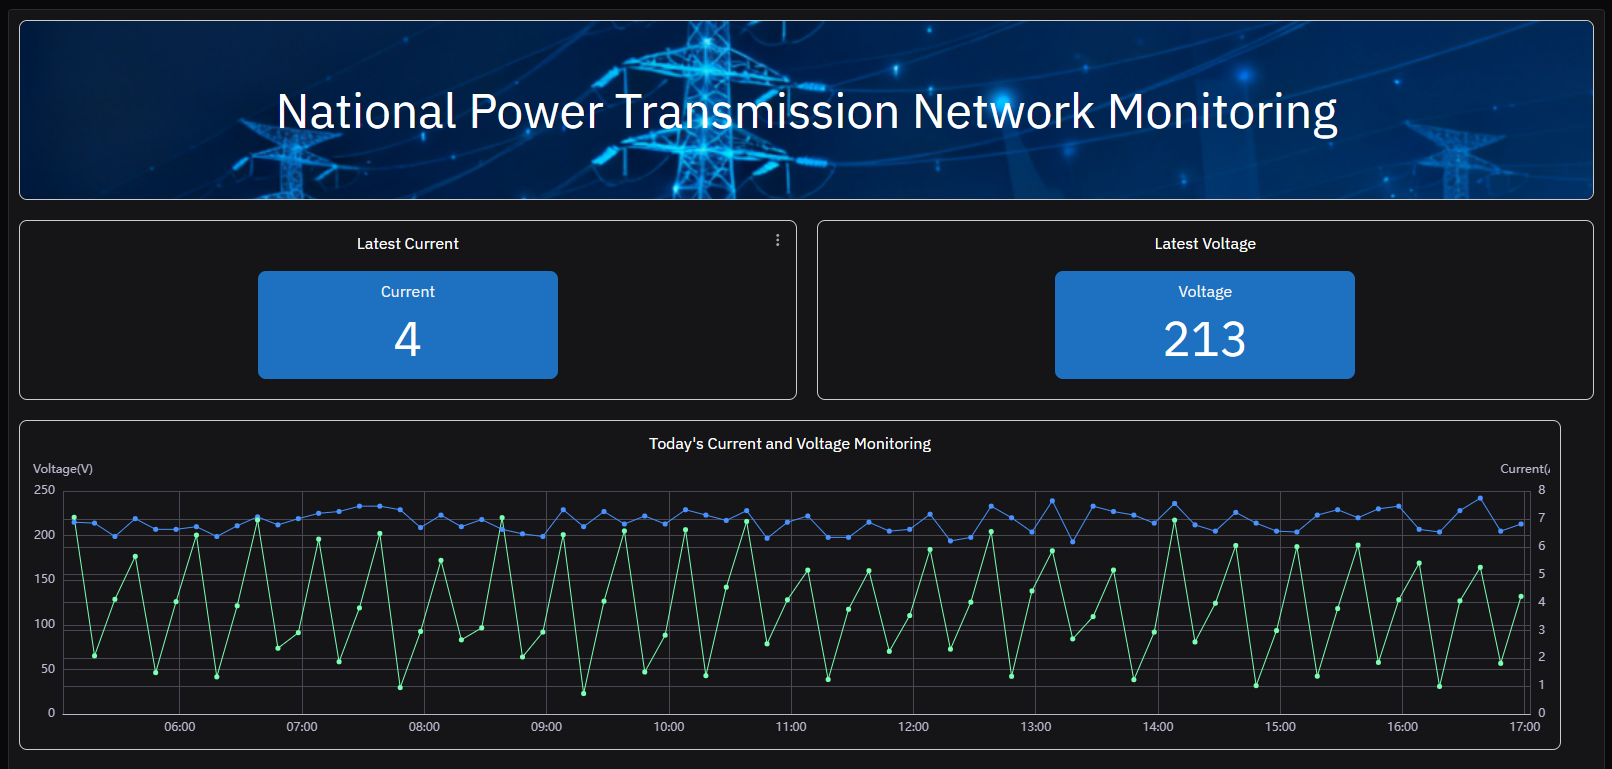 National Power Transmission Network Monitoring
Latest Current
Latest Voltage
Current
4
Voltage
213
Today's Current and Voltage Monitoring
Voltage(V)
Current(
250
200
150
100
50
0
8
7
6
5
4
3
2
1
0
06:00 07:00 08:00 09:00 10:00 11:00 12:00 13:00 14:00 15:00 16:00 17:00